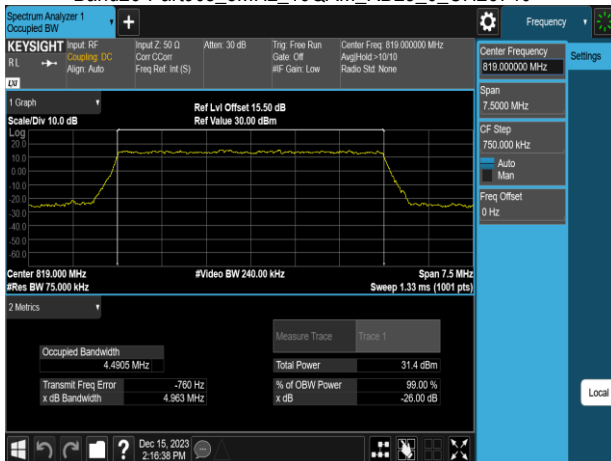 Spectrum Analyzer 1
Occupied BW
Frequency
KEYSIGHT
R L
LXI
Input: RF
Coupling: DC
Align: Auto
Input Z: 50 Ω
Corr CCorr
Freq Ref: Int (S)
Atten: 30 dB
Trig: Free Run
Gate: Off
#IF Gain: Low
Center Freq: 819.000000 MHz
Avg|Hold:>10/10
Radio Std: None
Center Frequency
819.000000 MHz
Settings
Span
7.5000 MHz
CF Step
750.000 kHz
Auto
Man
Freq Offset
0 Hz
1 Graph
Scale/Div 10.0 dB
Ref Lvl Offset 15.50 dB
Ref Value 30.00 dBm
Log
20.0
10.0
0.00
-10.0
-20.0
-30.0
-40.0
-50.0
-60.0
Center 819.000 MHz
#Res BW 75.000 kHz
#Video BW 240.00 kHz
Span 7.5 MHz
Sweep 1.33 ms (1001 pts)
2 Metrics
Measure Trace
Trace 1
Occupied Bandwidth
4.4905 MHz
Total Power
31.4 dBm
Transmit Freq Error
-760 Hz
% of OBW Power
99.00 %
x dB Bandwidth
4.963 MHz
x dB
-26.00 dB
Local
Dec 15, 2023
2:16:38 PM